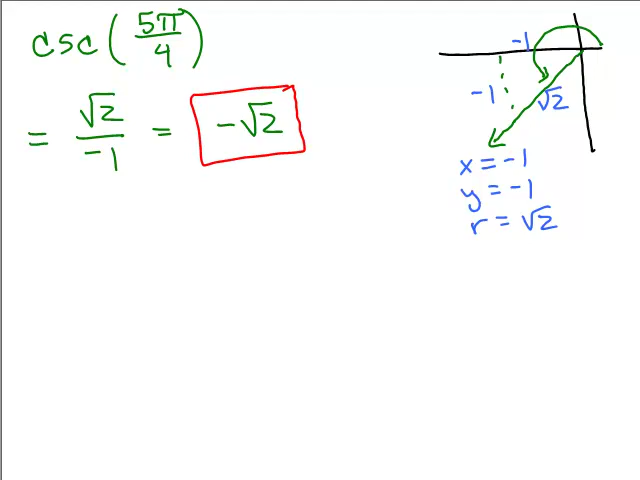 csc(5π/4)
= √2/-1 = -√2
-1
-1
√2
x = -1
y = -1
r = √2